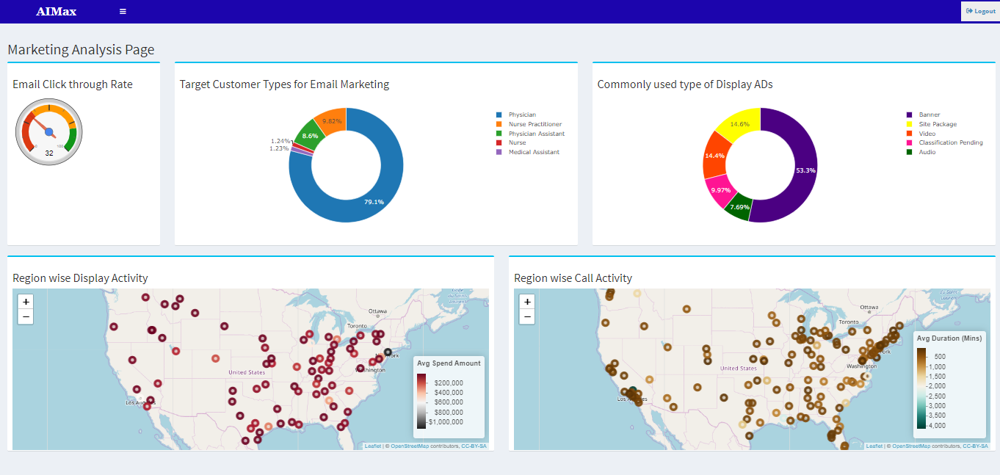 AIMax
Logout
Marketing Analysis Page
Email Click through Rate
0
100
32
Target Customer Types for Email Marketing
9.82%
8.6%
1.24%
1.23%
79.1%
Physician
Nurse Practitioner
Physician Assistant
Nurse
Medical Assistant
Commonly used type of Display ADs
14.6%
14.4%
53.3%
9.97%
7.69%
Banner
Site Package
Video
Classification Pending
Audio
Region wise Display Activity
+
−
du Saint-
Laurent
Ottawa
Toronto
United States
Washington
Avg Spend Amount
$200,000
$400,000
$600,000
$800,000
$1,000,000
Leaflet | © OpenStreetMap contributors, CC-BY-SA
Region wise Call Activity
+
−
du Saint-
Laurent
Ottawa
Toronto
United States
Washington
Avg Duration (Mins)
500
1,000
1,500
2,000
2,500
3,000
3,500
4,000
Leaflet | © OpenStreetMap contributors, CC-BY-SA